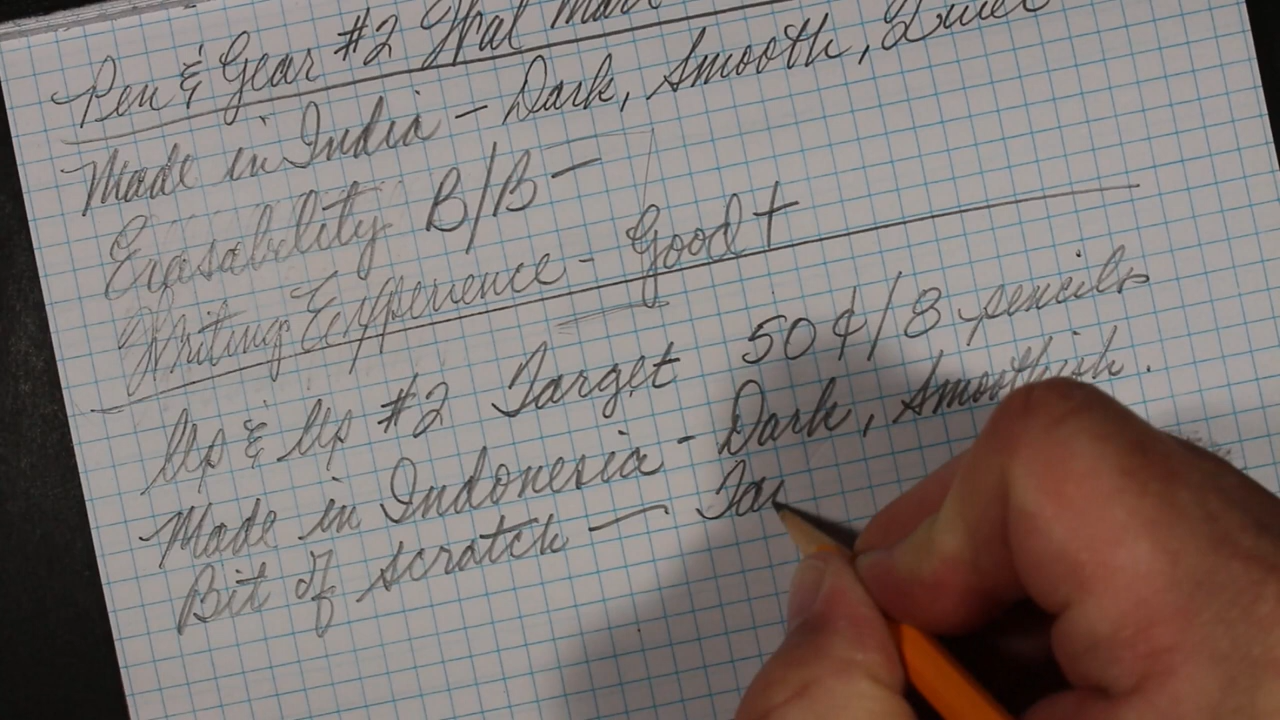 Pen & Gear #2
Made in India - Dark, Smooth,
Erasability B/B-
Writing Experience - Good+
Up & Up #2 Target 50¢/8 pencils
Made in Indonesia - Dark, Smoothish.
Bit of scratch —